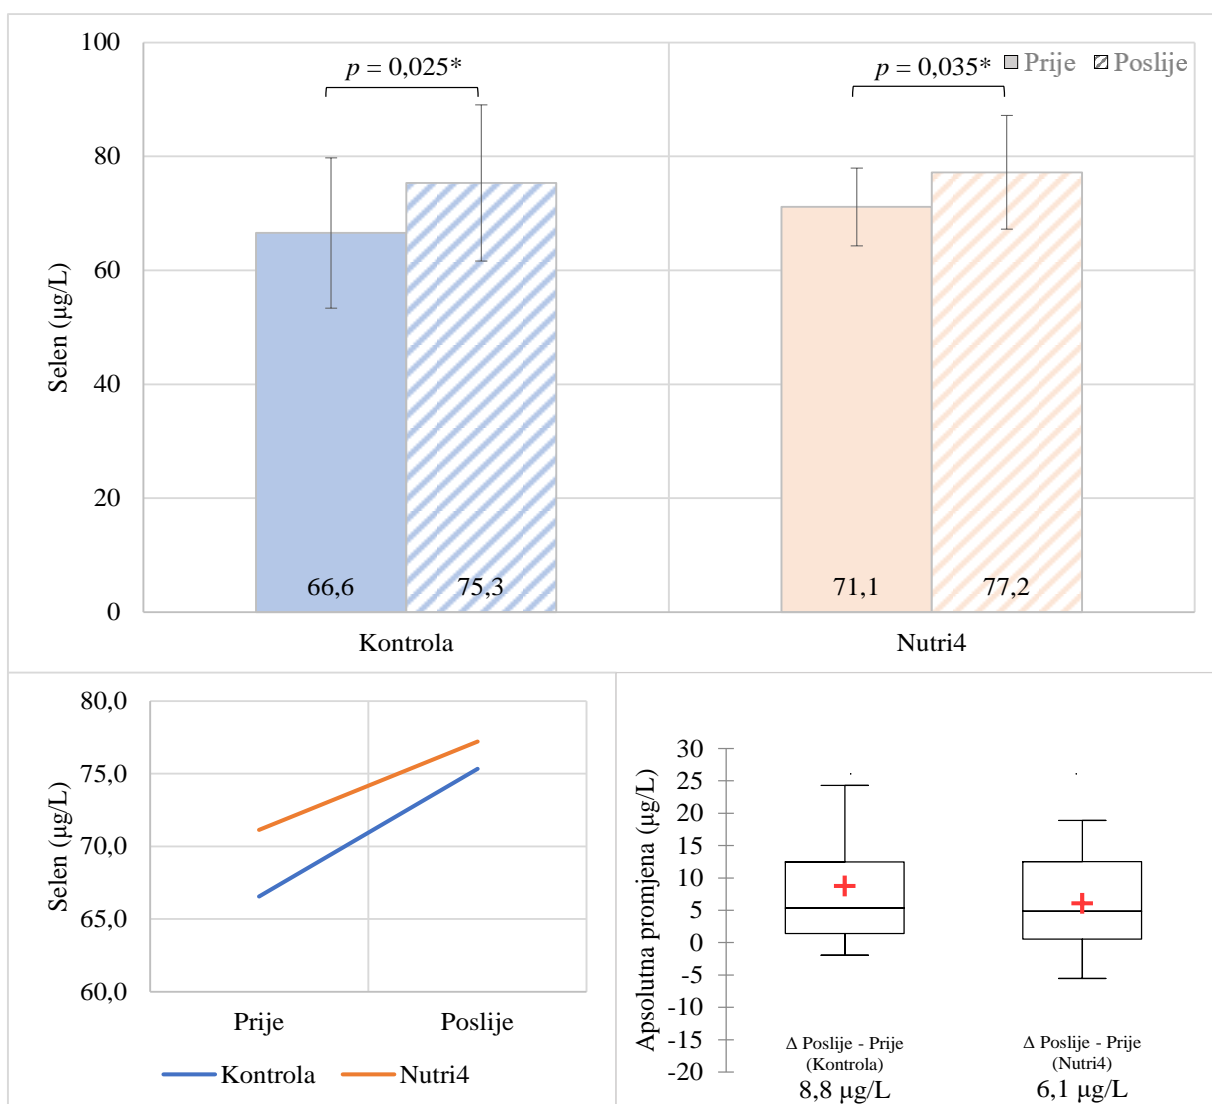 100
80
60
40
20
0
Selen (µg/L)
p = 0,025*
p = 0,035*
Prije Poslije
66,6 75,3 71,1 77,2
Kontrola Nutri4
80,0
75,0
70,0
65,0
60,0
Selen (µg/L)
Prije Poslije
Kontrola Nutri4
30
25
20
15
10
5
0
-5
-10
-15
-20
Apsolutna promjena (µg/L)
Δ Poslije - Prije
(Kontrola)
8,8 µg/L
Δ Poslije - Prije
(Nutri4)
6,1 µg/L